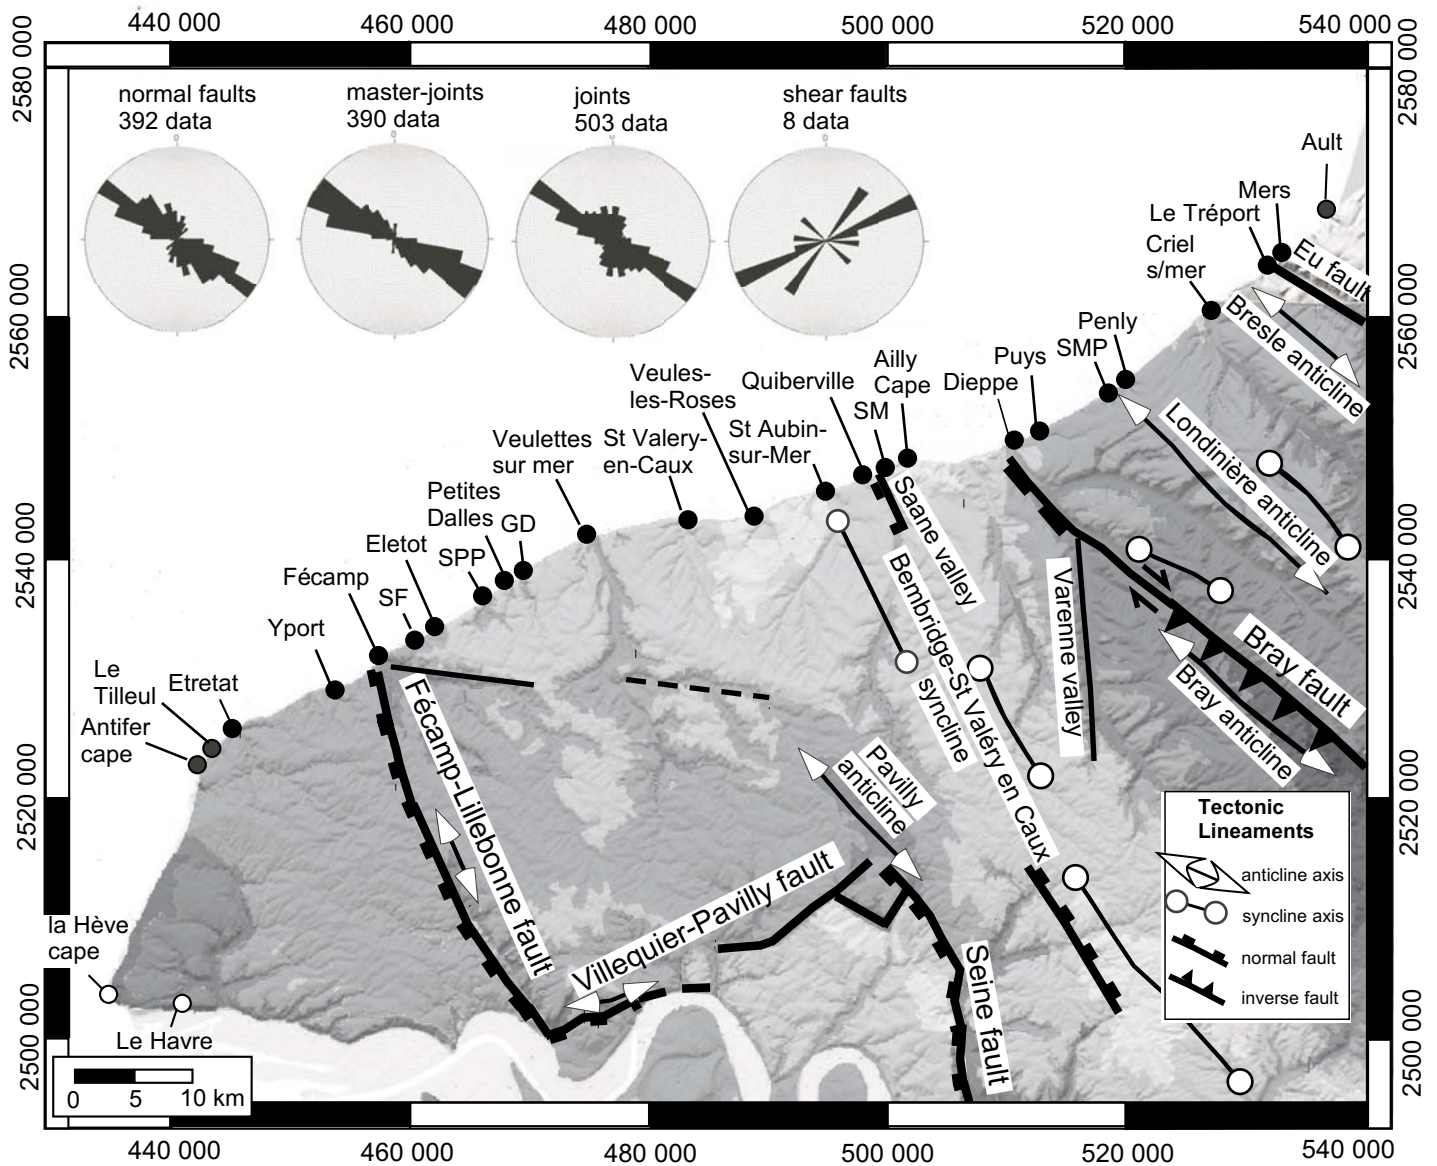 440 000
460 000
480 000
500 000
520 000
540 000
2580 000
2580 000
normal faults
392 data
master-joints
390 data
joints
503 data
shear faults
8 data
0
0
0
Ault
Mers
Le Tréport
Criel
s/mer
Eu fault
2560 000
2560 000
Bresle anticline
Penly
SMP
Puys
Dieppe
Ailly
Cape
SM
Quiberville
Veules-
les-Roses
St Aubin-
sur-Mer
St Valery-
en-Caux
Veulettes
sur mer
Petites
Dalles
GD
SPP
Eletot
SF
Fécamp
Yport
Etretat
Le
Tilleul
Antifer
cape
Londinière anticline
Saane valley
2540 000
2540 000
Varenne valley
Bembridge-St Valéry en Caux
syncline
Bray fault
Bray anticline
Fécamp-Lillebonne fault
Pavilly
anticline
2520 000
2520 000
Villequier-Pavilly fault
Seine fault
Tectonic
Lineaments
anticline axis
syncline axis
normal fault
inverse fault
la Hève
cape
Le Havre
2500 000
2500 000
0 5 10 km
440 000
460 000
480 000
500 000
520 000
540 000